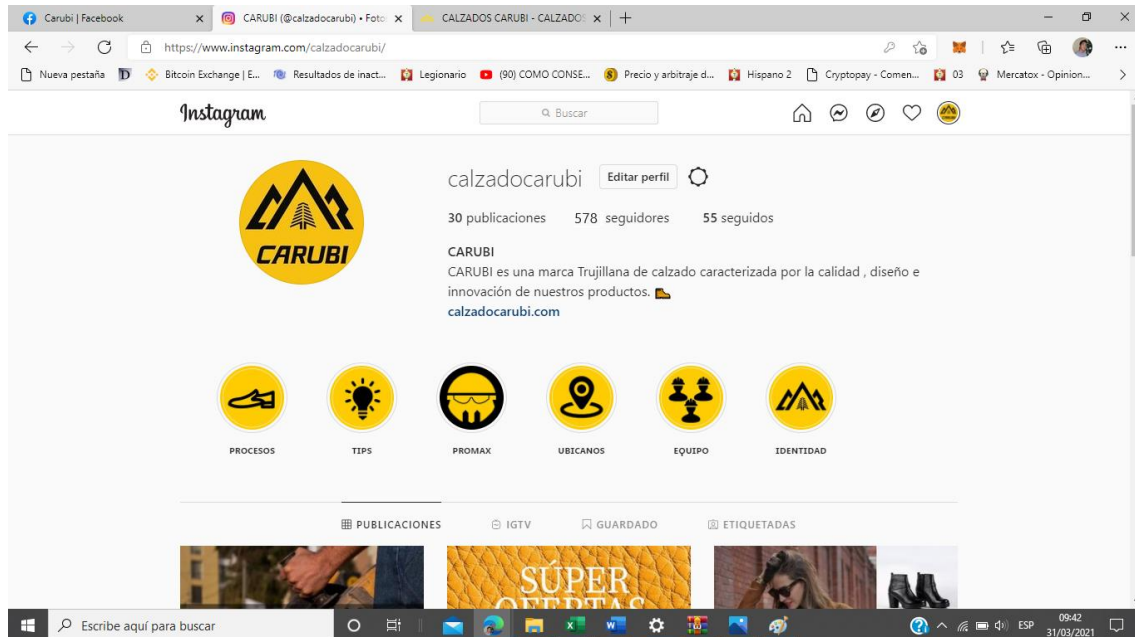 Carubi | Facebook
CARUBI (@calzadocarubi) • Foto
CALZADOS CARUBI - CALZADO
https://www.instagram.com/calzadocarubi/
Nueva pestaña
Bitcoin Exchange | E...
Resultados de inact...
Legionario
(90) COMO CONSE...
Precio y arbitraje d...
Hispano 2
Cryptopay - Comen...
03
Mercatox - Opinion...
Instagram
Buscar
calzadocarubi
Editar perfil
30 publicaciones 578 seguidores 55 seguidos
CARUBI
CARUBI
CARUBI es una marca Trujillana de calzado caracterizada por la calidad , diseño e
innovación de nuestros productos.
calzadocarubi.com
PROCESOS
TIPS
PROMAX
UBICANOS
EQUIPO
IDENTIDAD
PUBLICACIONES
IGTV
GUARDADO
ETIQUETADAS
SÚPER
OFERTAS
Escribe aquí para buscar
ESP
09:42
31/03/2021